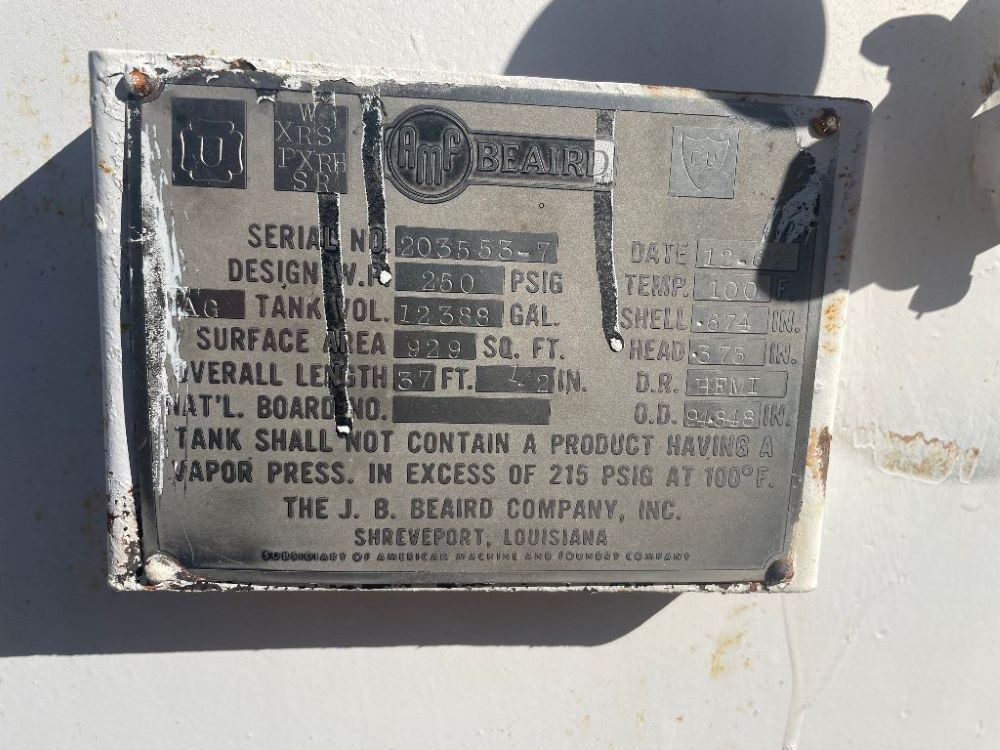 U
W
XRS
PXRH
SR
AMF BEAIRD
SERIAL NO. 203553-7
DATE
DESIGN W.P. 250 PSIG
TEMP. 100 F.
AG TANK VOL. 12388 GAL.
SHELL .674 IN.
SURFACE AREA 929 SQ. FT.
HEAD .375 IN.
OVERALL LENGTH 37 FT. IN.
D.R. HEMI
NAT'L. BOARD NO.
O.D. 94.848 IN.
TANK SHALL NOT CONTAIN A PRODUCT HAVING A
VAPOR PRESS. IN EXCESS OF 215 PSIG AT 100°F.
THE J. B. BEAIRD COMPANY, INC.
SHREVEPORT, LOUISIANA
SUBSIDIARY OF AMERICAN MACHINE AND FOUNDRY COMPANY